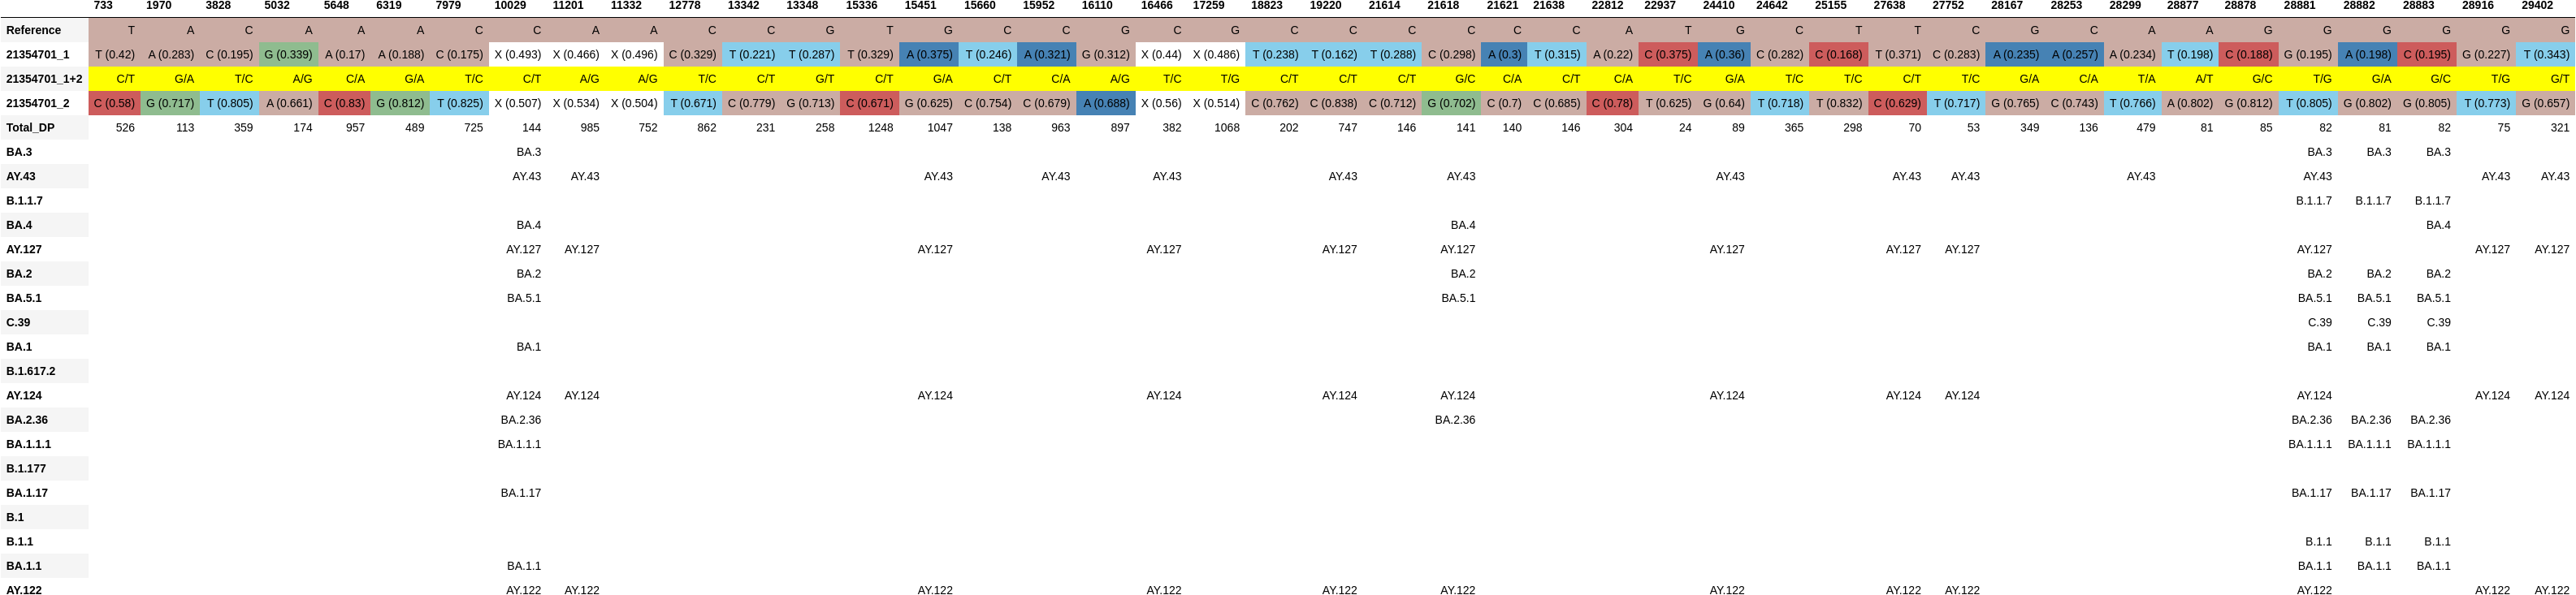 733 1970 3828 5032 5648 6319 7979 10029 11201 11332 12778 13342 13348 15336 15451 15660 15952 16110 16466 17259 18823 19220 21614 21618 21621 21638 22812 22937 24410 24642 25155 27638 27752 28167 28253 28299 28877 28878 28881 28882 28883 28916 29402
Reference T A C A A A C C A A C C G T G C C G C G C C C C C C A T G C T T C G C A A G G G G G G
21354701_1 T (0.42) A (0.283) C (0.195) G (0.339) A (0.17) A (0.188) C (0.175) X (0.493) X (0.466) X (0.496) C (0.329) T (0.221) T (0.287) T (0.329) A (0.375) T (0.246) A (0.321) G (0.312) X (0.44) X (0.486) T (0.238) T (0.162) T (0.288) C (0.298) A (0.3) T (0.315) A (0.22) C (0.375) A (0.36) C (0.282) C (0.168) T (0.371) C (0.283) A (0.235) A (0.257) A (0.234) T (0.198) C (0.188) G (0.195) A (0.198) C (0.195) G (0.227) T (0.343)
21354701_1+2 C/T G/A T/C A/G C/A G/A T/C C/T A/G A/G T/C C/T G/T C/T G/A C/T C/A A/G T/C T/G C/T C/T C/T G/C C/A C/T C/A T/C G/A T/C T/C C/T T/C G/A C/A T/A A/T G/C T/G G/A G/C T/G G/T
21354701_2 C (0.58) G (0.717) T (0.805) A (0.661) C (0.83) G (0.812) T (0.825) X (0.507) X (0.534) X (0.504) T (0.671) C (0.779) G (0.713) C (0.671) G (0.625) C (0.754) C (0.679) A (0.688) X (0.56) X (0.514) C (0.762) C (0.838) C (0.712) G (0.702) C (0.7) C (0.685) C (0.78) T (0.625) G (0.64) T (0.718) T (0.832) C (0.629) T (0.717) G (0.765) C (0.743) T (0.766) A (0.802) G (0.812) T (0.805) G (0.802) G (0.805) T (0.773) G (0.657)
Total_DP 526 113 359 174 957 489 725 144 985 752 862 231 258 1248 1047 138 963 897 382 1068 202 747 146 141 140 146 304 24 89 365 298 70 53 349 136 479 81 85 82 81 82 75 321
BA.3 BA.3 BA.3 BA.3 BA.3
AY.43 AY.43 AY.43 AY.43 AY.43 AY.43 AY.43 AY.43 AY.43 AY.43 AY.43 AY.43 AY.43 AY.43 AY.43
B.1.1.7 B.1.1.7 B.1.1.7 B.1.1.7
BA.4 BA.4 BA.4 BA.4
AY.127 AY.127 AY.127 AY.127 AY.127 AY.127 AY.127 AY.127 AY.127 AY.127 AY.127 AY.127 AY.127
BA.2 BA.2 BA.2 BA.2 BA.2 BA.2
BA.5.1 BA.5.1 BA.5.1 BA.5.1 BA.5.1 BA.5.1
C.39 C.39 C.39 C.39
BA.1 BA.1 BA.1 BA.1 BA.1
B.1.617.2
AY.124 AY.124 AY.124 AY.124 AY.124 AY.124 AY.124 AY.124 AY.124 AY.124 AY.124 AY.124 AY.124
BA.2.36 BA.2.36 BA.2.36 BA.2.36 BA.2.36 BA.2.36
BA.1.1.1 BA.1.1.1 BA.1.1.1 BA.1.1.1 BA.1.1.1
B.1.177
BA.1.17 BA.1.17 BA.1.17 BA.1.17 BA.1.17
B.1
B.1.1 B.1.1 B.1.1 B.1.1
BA.1.1 BA.1.1 BA.1.1 BA.1.1 BA.1.1
AY.122 AY.122 AY.122 AY.122 AY.122 AY.122 AY.122 AY.122 AY.122 AY.122 AY.122 AY.122 AY.122